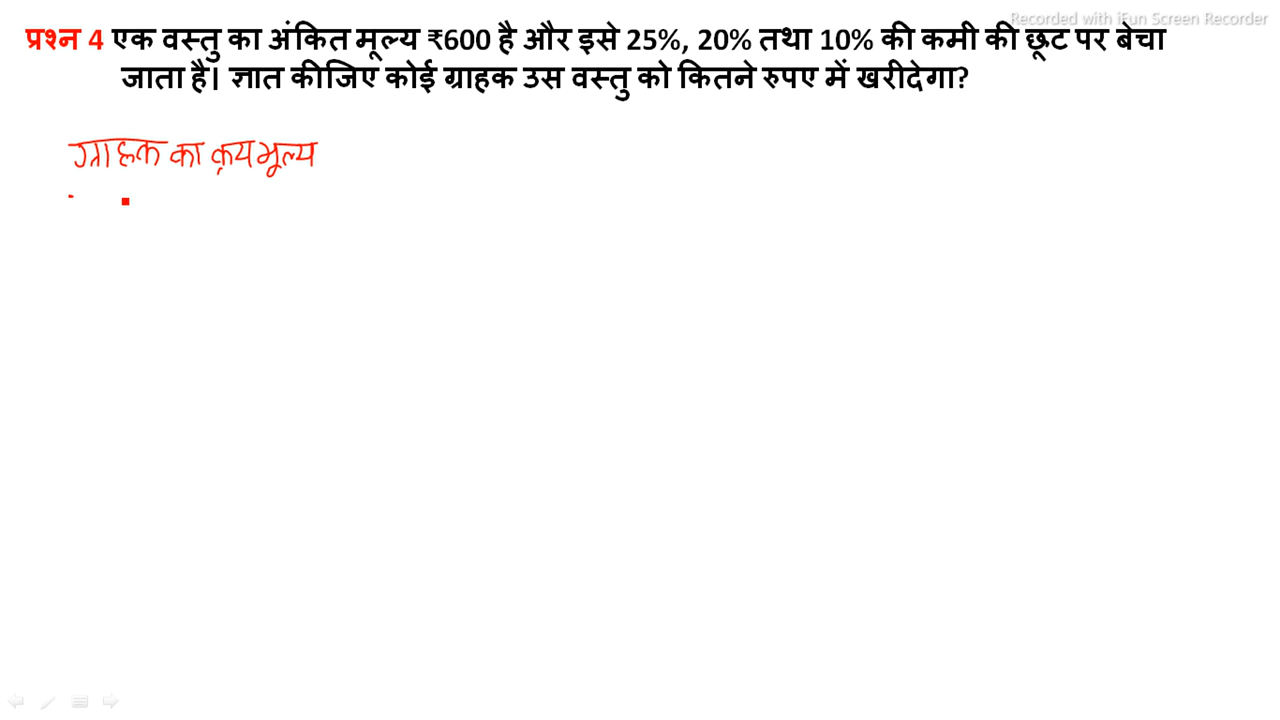 Recorded with iFun Screen Recorder
प्रश्न 4 एक वस्तु का अंकित मूल्य ₹600 है और इसे 25%, 20% तथा 10% की कमी की छूट पर बेचा
जाता है। ज्ञात कीजिए कोई ग्राहक उस वस्तु को कितने रुपए में खरीदेगा?
ग्राहक का क्रय मूल्य